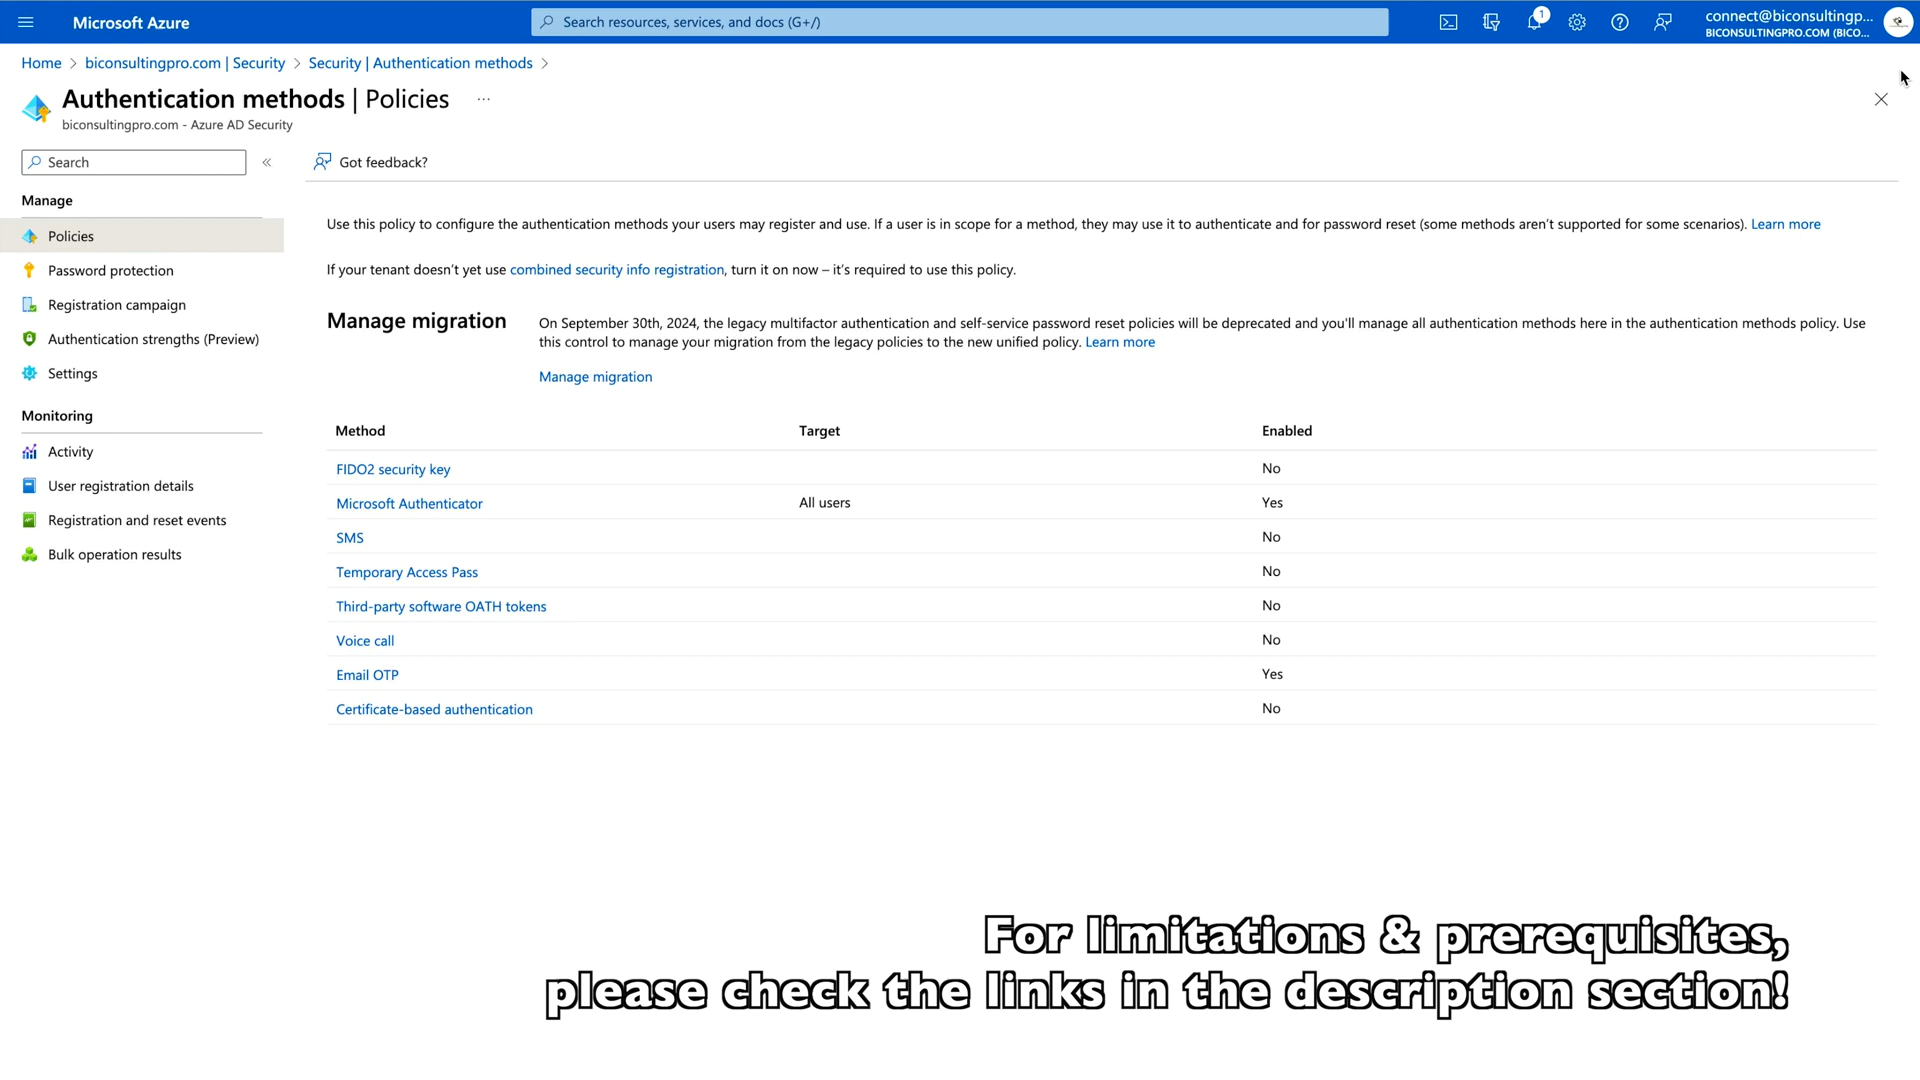 Microsoft Azure
Search resources, services, and docs (G+/)
1
connect@biconsultingp...
BICONSULTINGPRO.COM (BICO...
Home > biconsultingpro.com | Security > Security | Authentication methods >
Authentication methods | Policies ...
biconsultingpro.com - Azure AD Security
Search «
Got feedback?
Manage
Policies
Password protection
Registration campaign
Authentication strengths (Preview)
Settings
Monitoring
Activity
User registration details
Registration and reset events
Bulk operation results
Use this policy to configure the authentication methods your users may register and use. If a user is in scope for a method, they may use it to authenticate and for password reset (some methods aren't supported for some scenarios). Learn more
If your tenant doesn't yet use combined security info registration, turn it on now – it's required to use this policy.
Manage migration
On September 30th, 2024, the legacy multifactor authentication and self-service password reset policies will be deprecated and you'll manage all authentication methods here in the authentication methods policy. Use
this control to manage your migration from the legacy policies to the new unified policy. Learn more
Manage migration
Method Target Enabled
FIDO2 security key No
Microsoft Authenticator All users Yes
SMS No
Temporary Access Pass No
Third-party software OATH tokens No
Voice call No
Email OTP Yes
Certificate-based authentication No
For limitations & prerequisites,
please check the links in the description section!